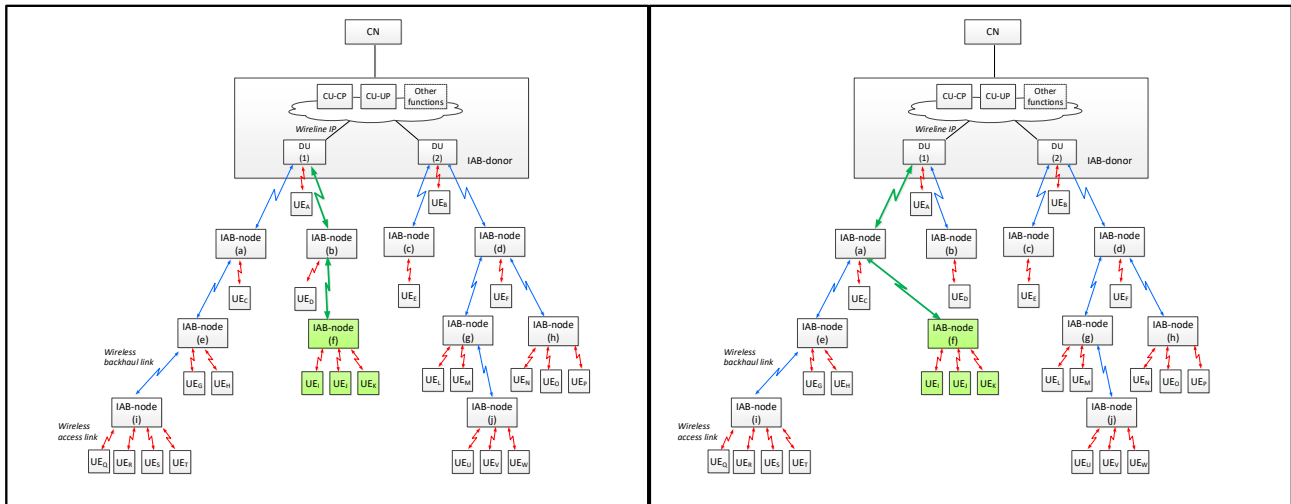 CN
CU-CP
CU-UP
Other
functions
Wireline IP
DU
(1)
DU
(2)
IAB-donor
UEA
UEB
IAB-node
(a)
IAB-node
(b)
IAB-node
(c)
IAB-node
(d)
UEC
UED
UEE
UEF
IAB-node
(e)
IAB-node
(f)
IAB-node
(g)
IAB-node
(h)
Wireless
backhaul link
UEG
UEH
UEI
UEJ
UEK
UEL
UEM
UEN
UEO
UEP
IAB-node
(i)
IAB-node
(j)
Wireless
access link
UEQ
UER
UES
UET
UEU
UEV
UEW
CN
CU-CP
CU-UP
Other
functions
Wireline IP
DU
(1)
DU
(2)
IAB-donor
UEA
UEB
IAB-node
(a)
IAB-node
(b)
IAB-node
(c)
IAB-node
(d)
UEC
UED
UEE
UEF
IAB-node
(e)
IAB-node
(f)
IAB-node
(g)
IAB-node
(h)
Wireless
backhaul link
UEG
UEH
UEI
UEJ
UEK
UEL
UEM
UEN
UEO
UEP
IAB-node
(i)
IAB-node
(j)
Wireless
access link
UEQ
UER
UES
UET
UEU
UEV
UEW